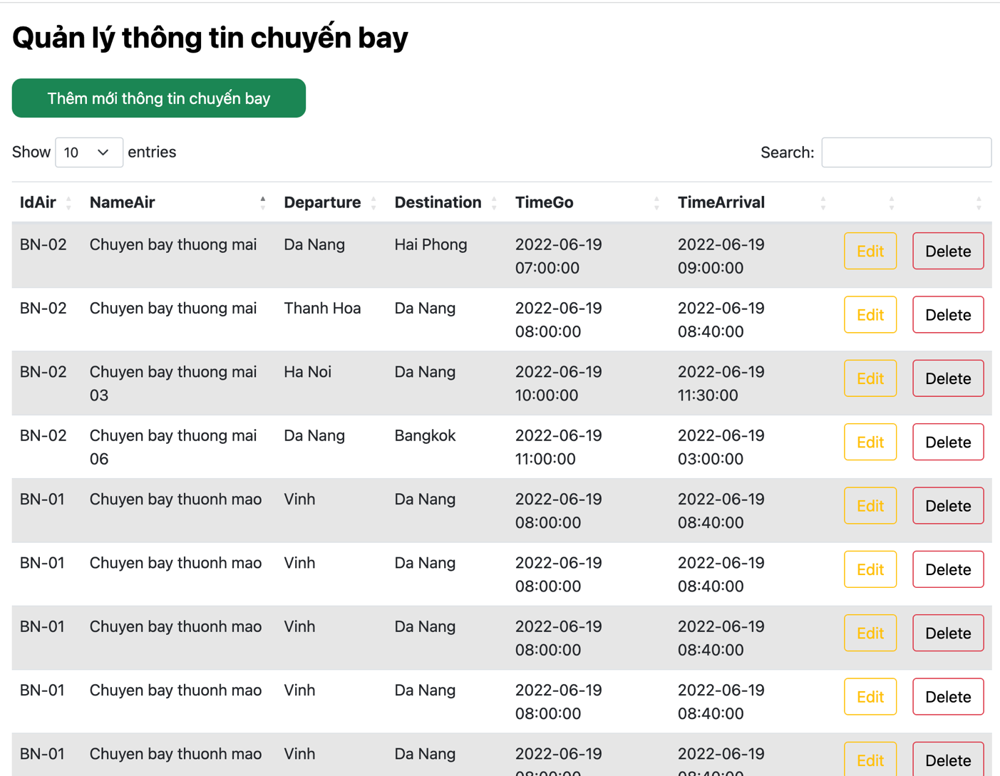 Quản lý thông tin chuyến bay
Thêm mới thông tin chuyến bay
Show 10 entries Search:
IdAir NameAir Departure Destination TimeGo TimeArrival
BN-02 Chuyen bay thuong mai Da Nang Hai Phong 2022-06-19 2022-06-19 Edit Delete
07:00:00 09:00:00
BN-02 Chuyen bay thuong mai Thanh Hoa Da Nang 2022-06-19 2022-06-19 Edit Delete
08:00:00 08:40:00
BN-02 Chuyen bay thuong mai Ha Noi Da Nang 2022-06-19 2022-06-19 Edit Delete
03 10:00:00 11:30:00
BN-02 Chuyen bay thuong mai Da Nang Bangkok 2022-06-19 2022-06-19 Edit Delete
06 11:00:00 03:00:00
BN-01 Chuyen bay thuonh mao Vinh Da Nang 2022-06-19 2022-06-19 Edit Delete
08:00:00 08:40:00
BN-01 Chuyen bay thuonh mao Vinh Da Nang 2022-06-19 2022-06-19 Edit Delete
08:00:00 08:40:00
BN-01 Chuyen bay thuonh mao Vinh Da Nang 2022-06-19 2022-06-19 Edit Delete
08:00:00 08:40:00
BN-01 Chuyen bay thuonh mao Vinh Da Nang 2022-06-19 2022-06-19 Edit Delete
08:00:00 08:40:00
BN-01 Chuyen bay thuonh mao Vinh Da Nang 2022-06-19 2022-06-19 Edit Delete